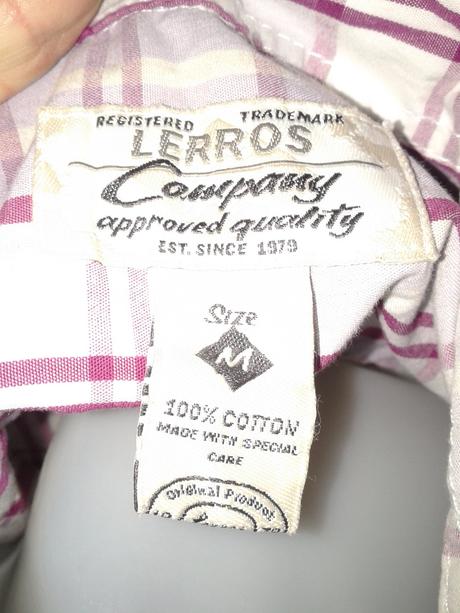 REGISTERED TRADEMARK
LERROS
Company
approved quality
EST. SINCE 1979
Size
M
100% COTTON
MADE WITH SPECIAL
CARE
Original Product